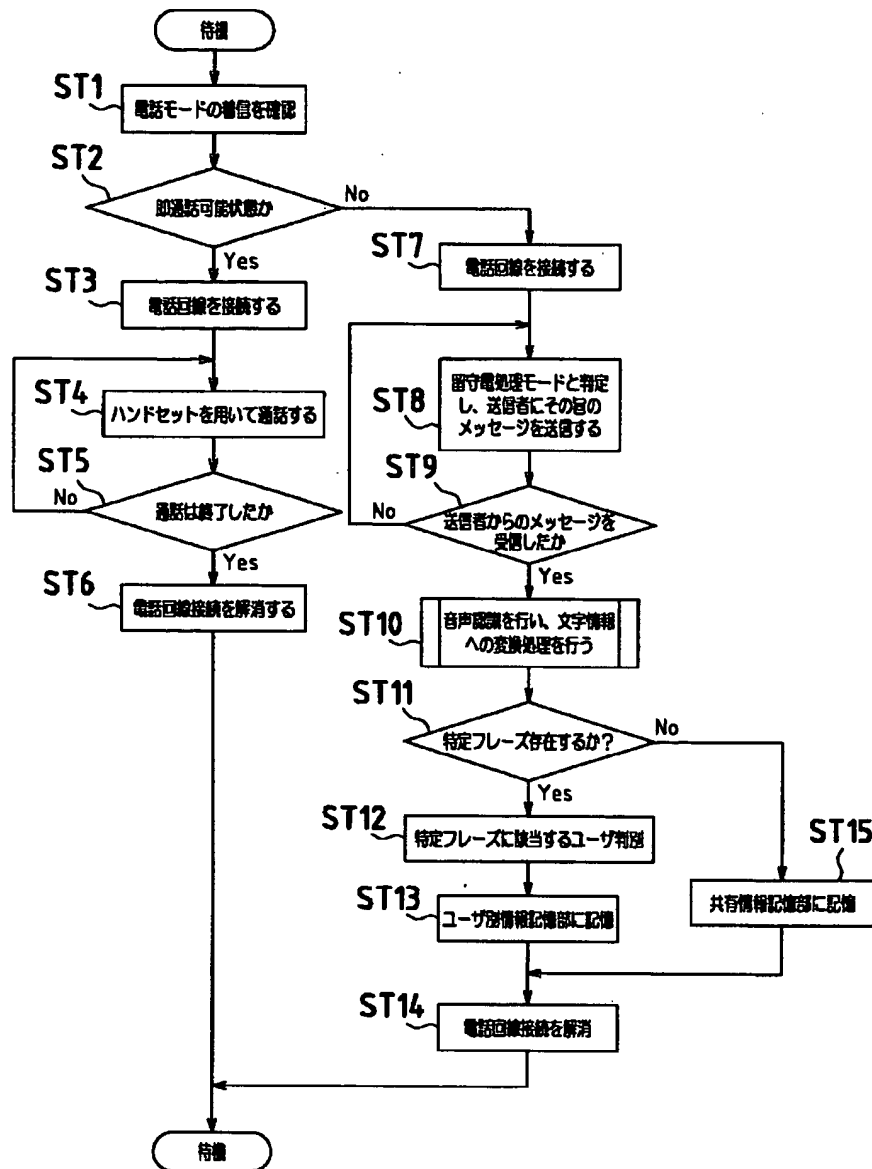 待機
ST1
電話モードの着信を確認
ST2
即通話可能状態か
No
Yes
ST3
電話回線を接続する
ST4
ハンドセットを用いて通話する
ST5
通話は終了したか
No
Yes
ST6
電話回線接続を解消する
ST7
電話回線を接続する
ST8
留守電処理モードと判定
し、送信者にその旨の
メッセージを送信する
ST9
送信者からのメッセージを
受信したか
No
Yes
ST10
音声認識を行い、文字情報
への変換処理を行う
ST11
特定フレーズ存在するか？
No
Yes
ST12
特定フレーズに該当するユーザ判別
ST13
ユーザ別情報記憶部に記憶
ST15
共有情報記憶部に記憶
ST14
電話回線接続を解消
待機